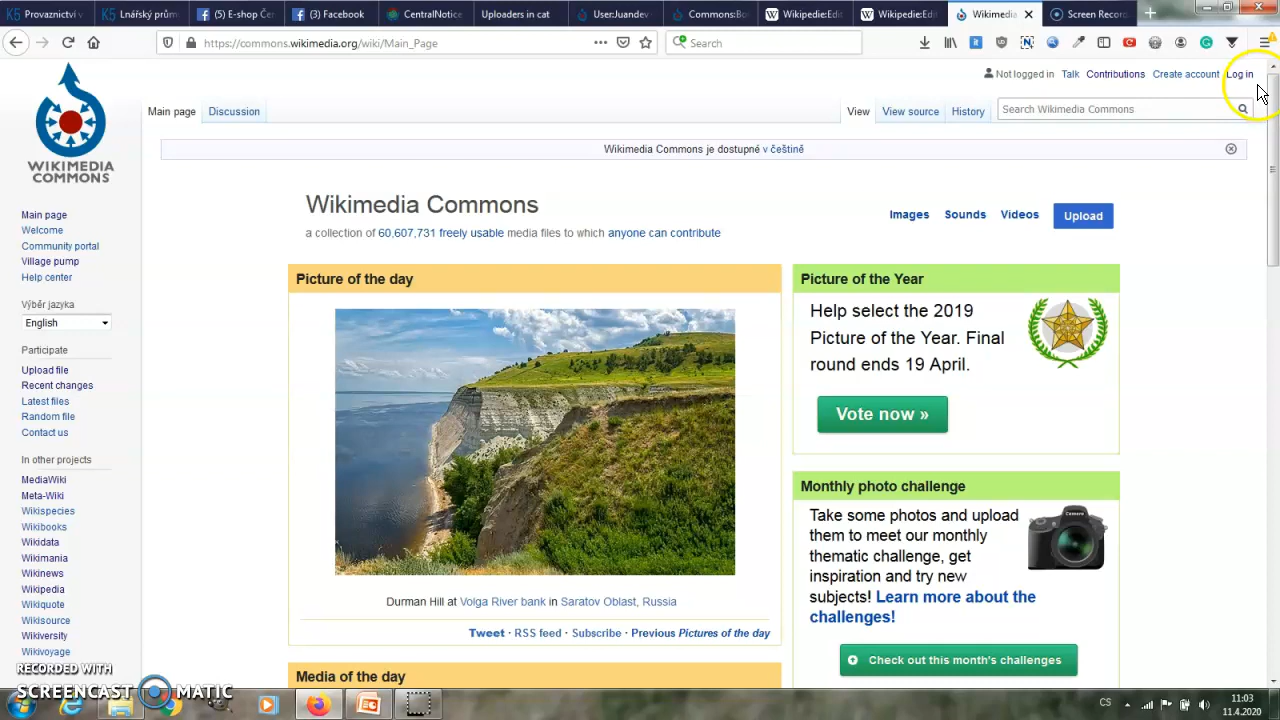 Provaznictví v
Lnářský prům
(5) E-shop Če
(3) Facebook
CentralNotice
Uploaders in cat
User:Juandev
Commons:Bo
Wikipedie:Edi
Wikipedie:Edi
Wikimedia
Screen Record
https://commons.wikimedia.org/wiki/Main_Page
Search
Not logged in Talk Contributions Create account Log in
Main page Discussion View View source History Search Wikimedia Commons
WIKIMEDIA
COMMONS
Wikimedia Commons je dostupné v češtině
Main page
Welcome
Community portal
Village pump
Help center
Výběr jazyka
English
Participate
Upload file
Recent changes
Latest files
Random file
Contact us
In other projects
MediaWiki
Meta-Wiki
Wikispecies
Wikibooks
Wikidata
Wikimania
Wikinews
Wikipedia
Wikiquote
Wikisource
Wikiversity
Wikivoyage
Wikimedia Commons
Images Sounds Videos Upload
a collection of 60,607,731 freely usable media files to which anyone can contribute
Picture of the day
Durman Hill at Volga River bank in Saratov Oblast, Russia
Tweet · RSS feed · Subscribe · Previous Pictures of the day
Media of the day
Picture of the Year
Help select the 2019
Picture of the Year. Final
round ends 19 April.
Vote now »
Monthly photo challenge
Take some photos and upload
them to meet our monthly
thematic challenge, get
inspiration and try new
subjects! Learn more about the
challenges!
Check out this month's challenges
RECORDED WITH
SCREENCAST MATIC
CS
11:03
11.4.2020